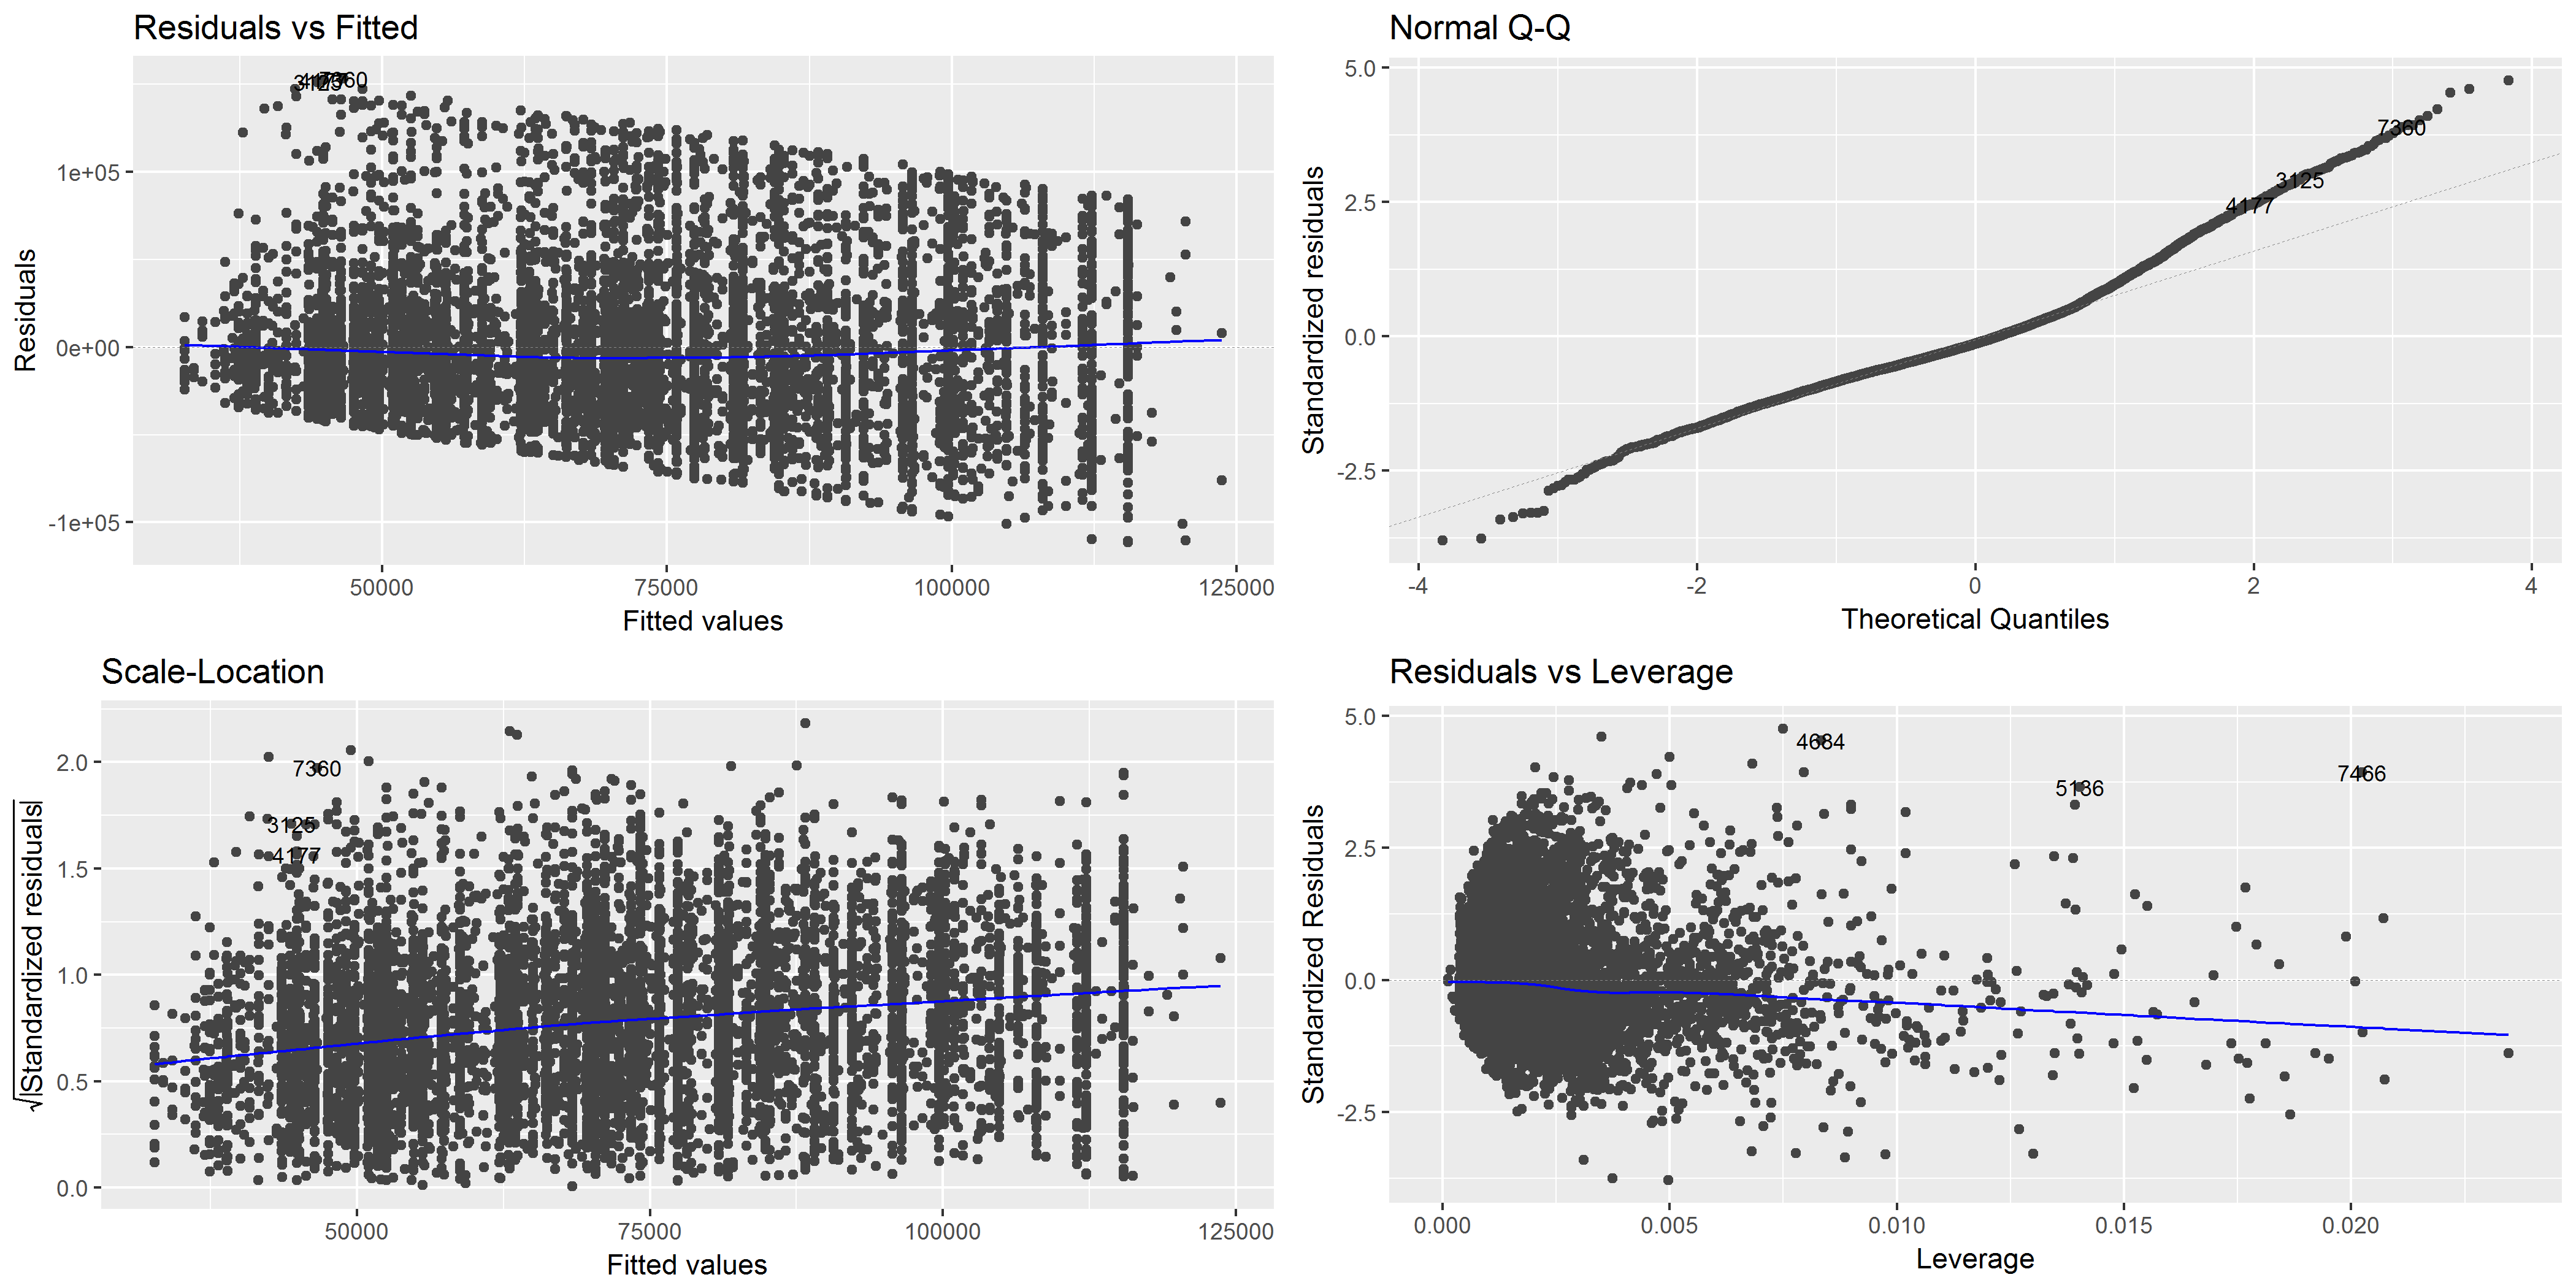 Residuals vs Fitted
3125
4177
7360
1e+05
0e+00
-1e+05
Residuals
50000 75000 100000 125000
Fitted values
Normal Q-Q
5.0
2.5
0.0
-2.5
Standardized residuals
7360
3125
4177
-4 -2 0 2 4
Theoretical Quantiles
Scale-Location
2.0
1.5
1.0
0.5
0.0
√|Standardized residuals|
7360
3125
4177
50000 75000 100000 125000
Fitted values
Residuals vs Leverage
5.0
2.5
0.0
-2.5
Standardized Residuals
4684
7466
5186
0.000 0.005 0.010 0.015 0.020
Leverage